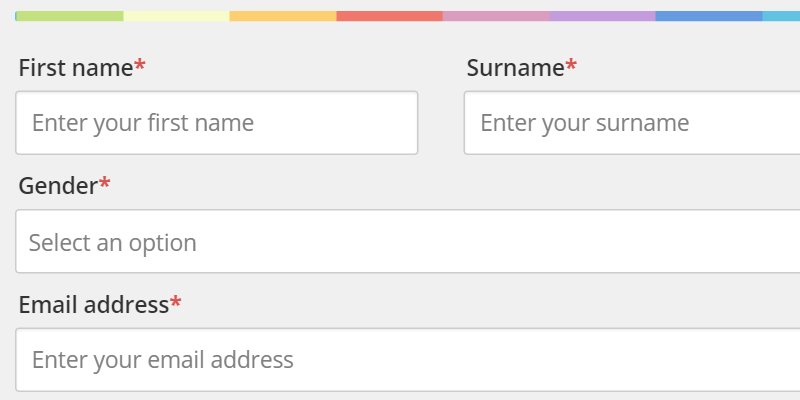 First name* Surname*
Enter your first name Enter your surname
Gender*
Select an option
Email address*
Enter your email address